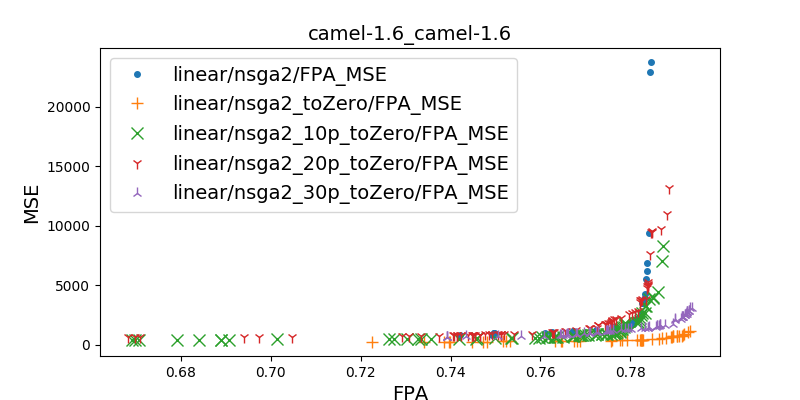 camel-1.6_camel-1.6
linear/nsga2/FPA_MSE
linear/nsga2_toZero/FPA_MSE
linear/nsga2_10p_toZero/FPA_MSE
linear/nsga2_20p_toZero/FPA_MSE
linear/nsga2_30p_toZero/FPA_MSE
MSE
20000
15000
10000
5000
0
0.68 0.70 0.72 0.74 0.76 0.78
FPA